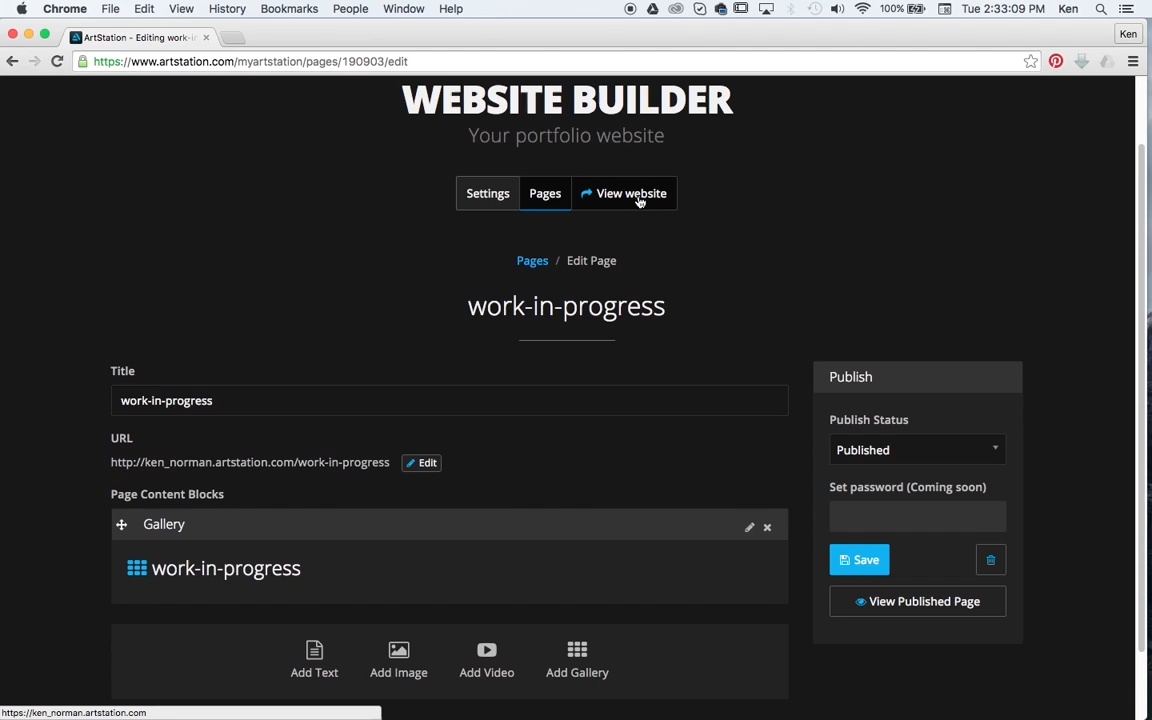 Chrome File Edit View History Bookmarks People Window Help 100% Tue 2:33:09 PM Ken
ArtStation - Editing work-in Ken
https://www.artstation.com/myartstation/pages/190903/edit
WEBSITE BUILDER
Your portfolio website
Settings Pages View website
Pages / Edit Page
work-in-progress
Title
work-in-progress
URL
http://ken_norman.artstation.com/work-in-progress Edit
Page Content Blocks
Gallery
work-in-progress
Add Text Add Image Add Video Add Gallery
Publish
Publish Status
Published
Set password (Coming soon)
Save
View Published Page
https://ken_norman.artstation.com